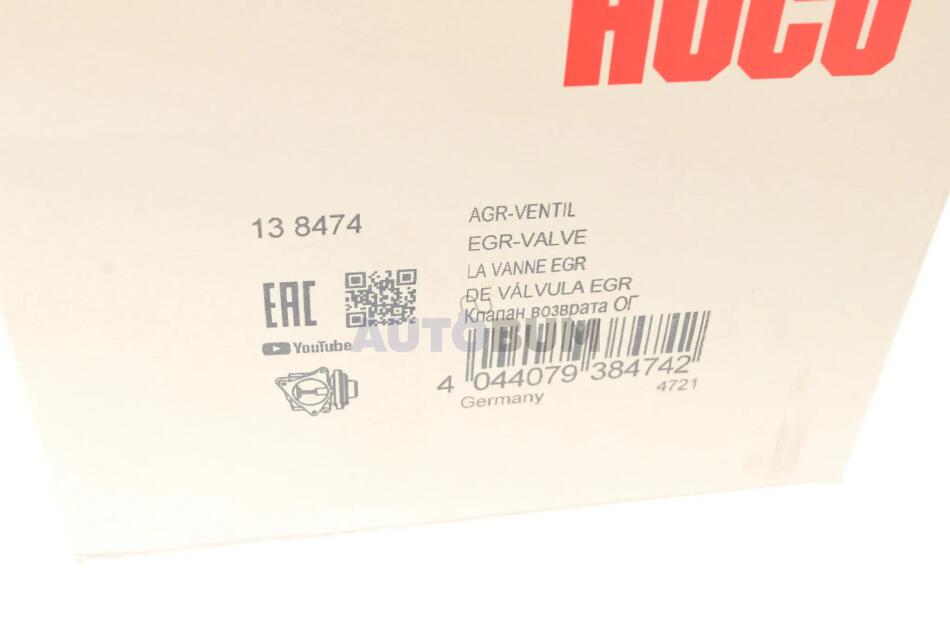 HUCO
13 8474
AGR-VENTIL
EGR-VALVE
LA VANNE EGR
DE VÁLVULA EGR
Клапан возврата ОГ
EAC
YouTube
AUTOBUM
4 044079 384742
Germany
4721